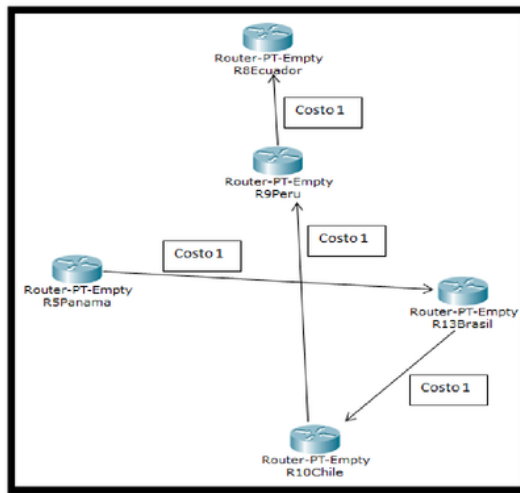 Router-PT-Empty
R8Ecuador
Costo 1
Router-PT-Empty
R9Peru
Costo 1
Costo 1
Router-PT-Empty
R5Panama
Router-PT-Empty
R13Brasil
Costo 1
Router-PT-Empty
R10Chile